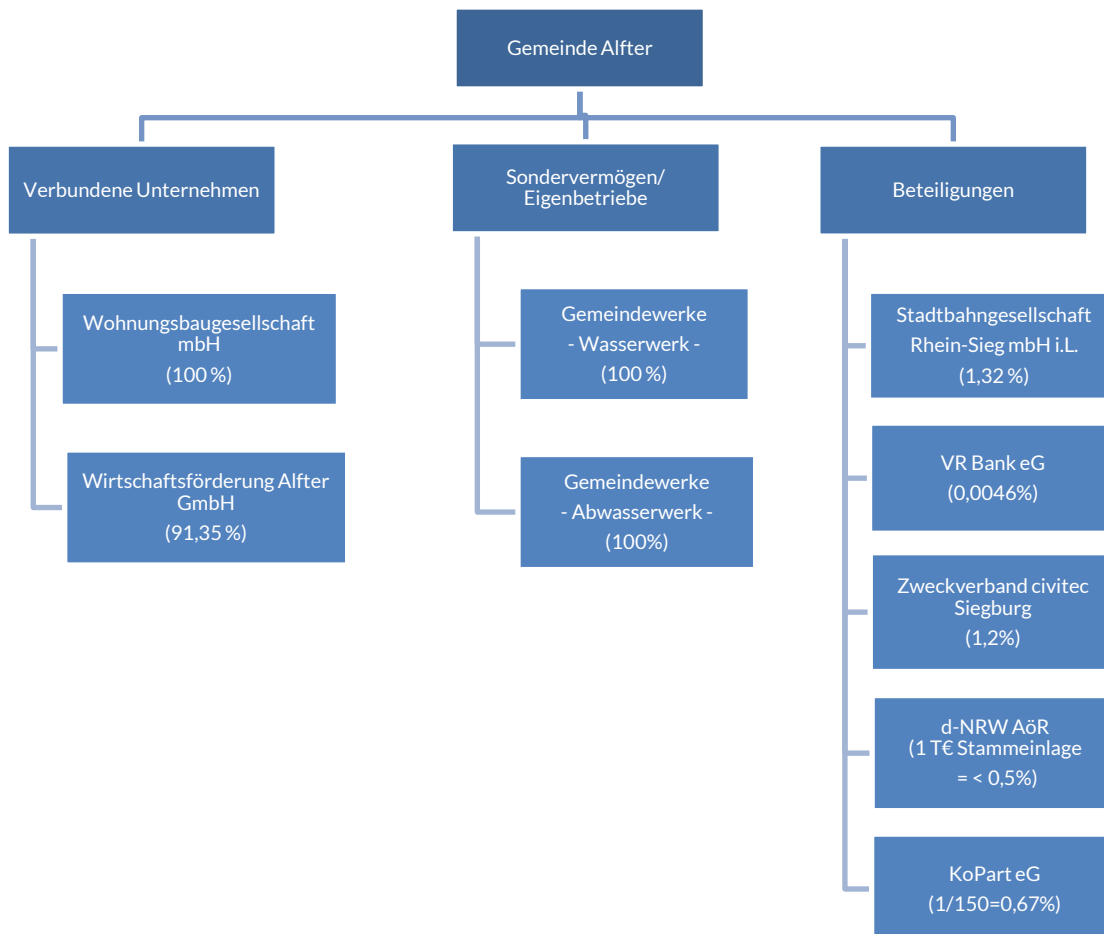 Gemeinde Alfter
Verbundene Unternehmen
Wohnungsbaugesellschaft
mbH
(100 %)
Wirtschaftsförderung Alfter
GmbH
(91,35 %)
Sondervermögen/
Eigenbetriebe
Gemeindewerke
- Wasserwerk -
(100 %)
Gemeindewerke
- Abwasserwerk -
(100%)
Beteiligungen
Stadtbahngesellschaft
Rhein-Sieg mbH i.L.
(1,32 %)
VR Bank eG
(0,0046%)
Zweckverband civitec
Siegburg
(1,2%)
d-NRW AöR
(1 T€ Stammeinlage
= < 0,5%)
KoPart eG
(1/150=0,67%)